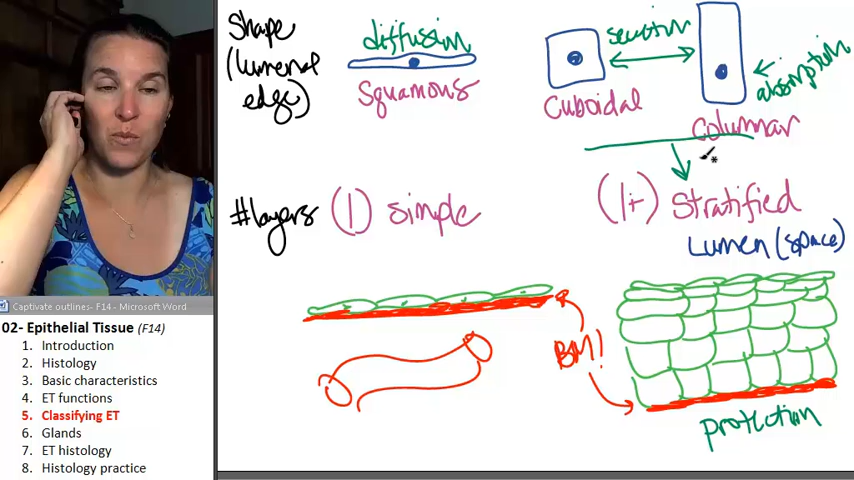 Shape
(lumenal
edge)
diffusion
Squamous
Cuboidal
columnar
absorption
#layers
(1) simple
(1+) Stratified
Lumen (space)
BM!
protection
Captivate outlines- F14 - Microsoft Word
02- Epithelial Tissue (F14)
1. Introduction
2. Histology
3. Basic characteristics
4. ET functions
5. Classifying ET
6. Glands
7. ET histology
8. Histology practice